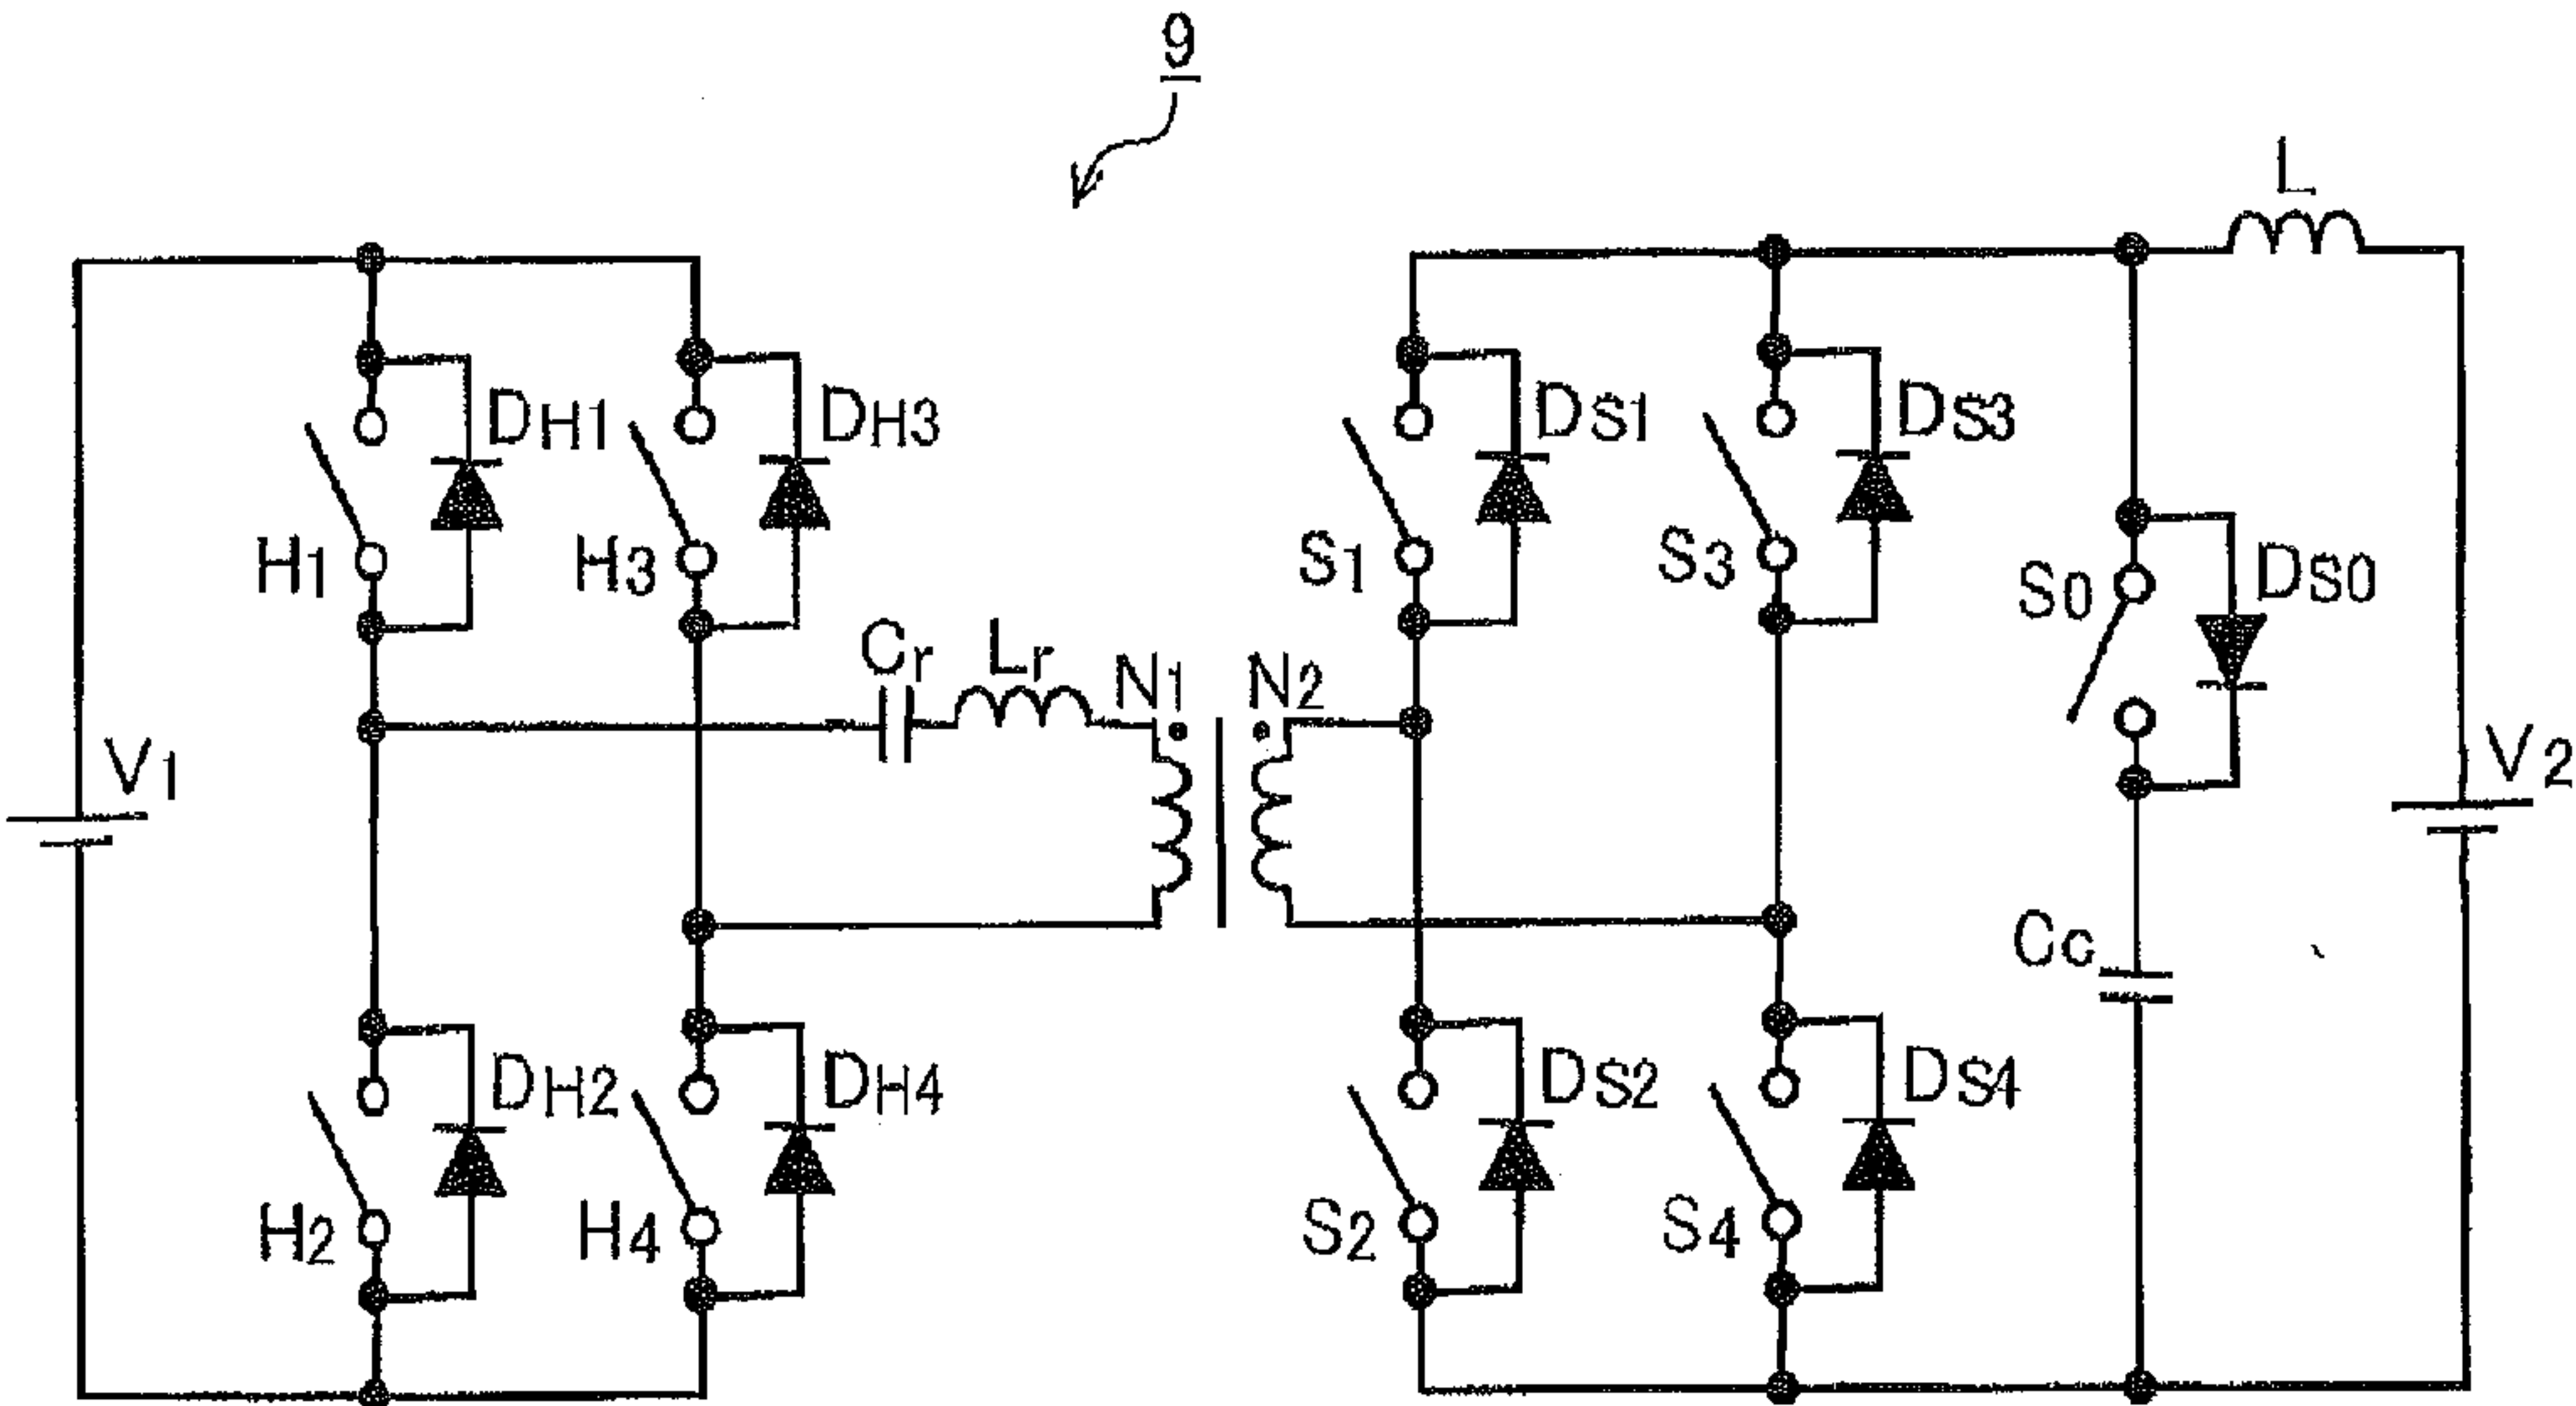 9
L
DH1
DH3
DS1
DS3
H1
H3
S1
S3
S0
DS0
Cr
Lr
N1
N2
V1
V2
Cc
DH2
DH4
DS2
DS4
H2
H4
S2
S4